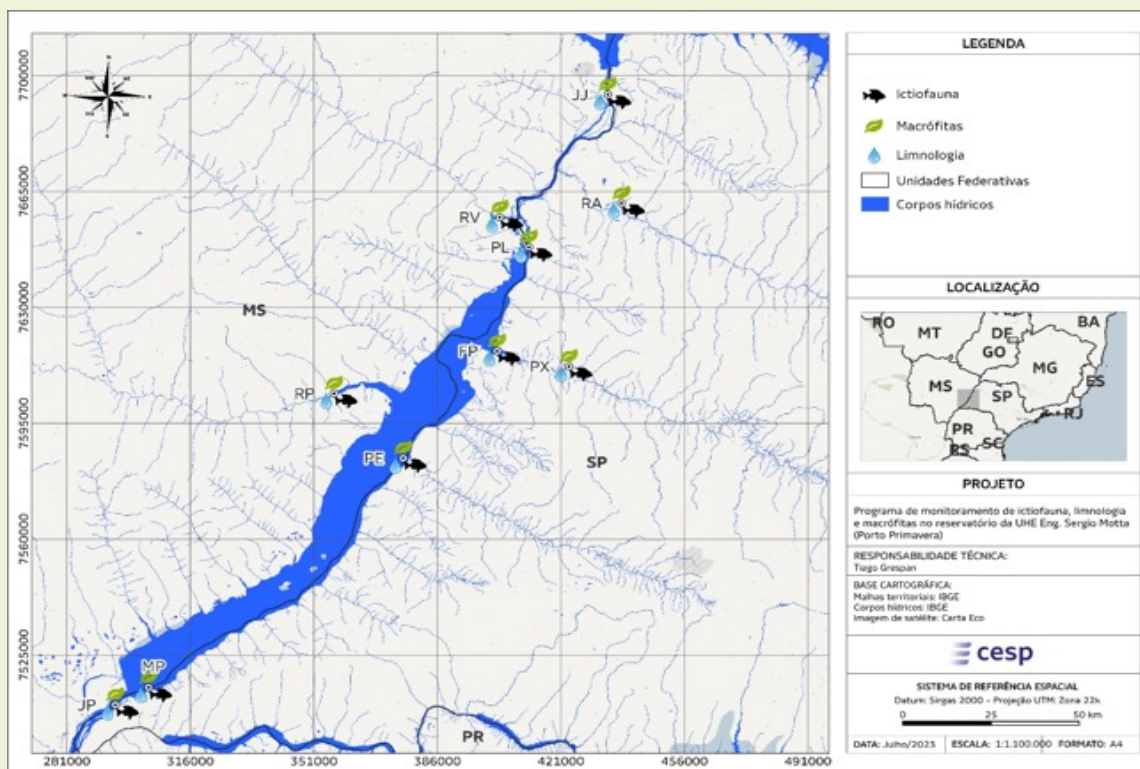 7700000
7665000
7630000
7595000
7560000
7525000
281000 316000 351000 386000 421000 456000 491000
JJ
RA
RV
PL
MS
FP
PX
RP
PE
SP
MP
JP
PR
LEGENDA
Ictiofauna
Macrófitas
Limnologia
Unidades Federativas
Corpos hídricos
LOCALIZAÇÃO
RO
MT
DF
BA
GO
MG
MS
ES
SP
RJ
PR
SC
RS
PROJETO
Programa de monitoramento de ictiofauna, limnologia
e macrófitas no reservatório da UHE Eng. Sergio Motta
(Porto Primavera)
RESPONSABILIDADE TÉCNICA:
Tiago Grespan
BASE CARTOGRÁFICA:
Malhas territoriais: IBGE
Corpos hídricos: IBGE
Imagem de satélite: Carta Eco
cesp
SISTEMA DE REFERÊNCIA ESPACIAL
Datum: Sirgas 2000 - Projeção UTM: Zona 22k
0 25 50 km
DATA: Julho/2023 ESCALA: 1:1.100.000 FORMATO: A4